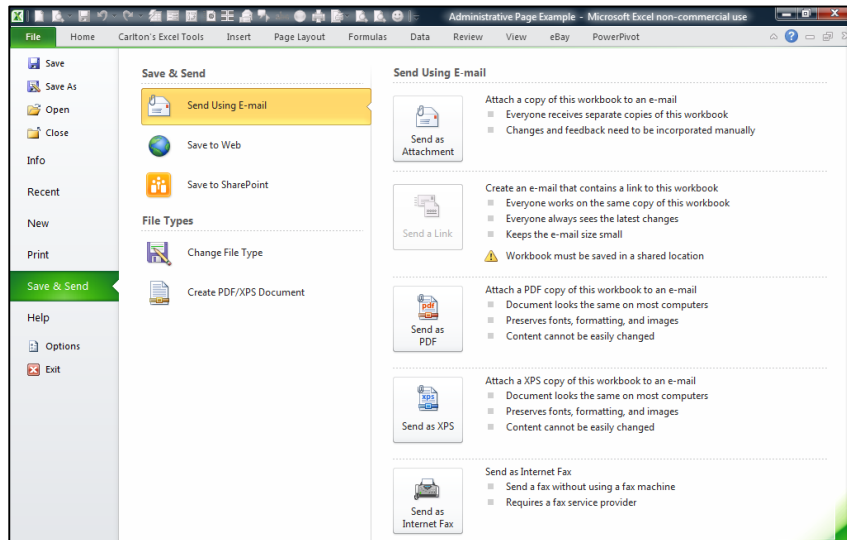 Administrative Page Example - Microsoft Excel non-commercial use
File Home Carlton's Excel Tools Insert Page Layout Formulas Data Review View eBay PowerPivot
Save
Save As
Open
Close
Info
Recent
New
Print
Save & Send
Help
Options
Exit
Save & Send
Send Using E-mail
Save to Web
Save to SharePoint
File Types
Change File Type
Create PDF/XPS Document
Send Using E-mail
Send as
Attachment
Attach a copy of this workbook to an e-mail
Everyone receives separate copies of this workbook
Changes and feedback need to be incorporated manually
Send a Link
Create an e-mail that contains a link to this workbook
Everyone works on the same copy of this workbook
Everyone always sees the latest changes
Keeps the e-mail size small
Workbook must be saved in a shared location
pdf
Send as
PDF
Attach a PDF copy of this workbook to an e-mail
Document looks the same on most computers
Preserves fonts, formatting, and images
Content cannot be easily changed
xps
Send as XPS
Attach a XPS copy of this workbook to an e-mail
Document looks the same on most computers
Preserves fonts, formatting, and images
Content cannot be easily changed
Send as
Internet Fax
Send as Internet Fax
Send a fax without using a fax machine
Requires a fax service provider